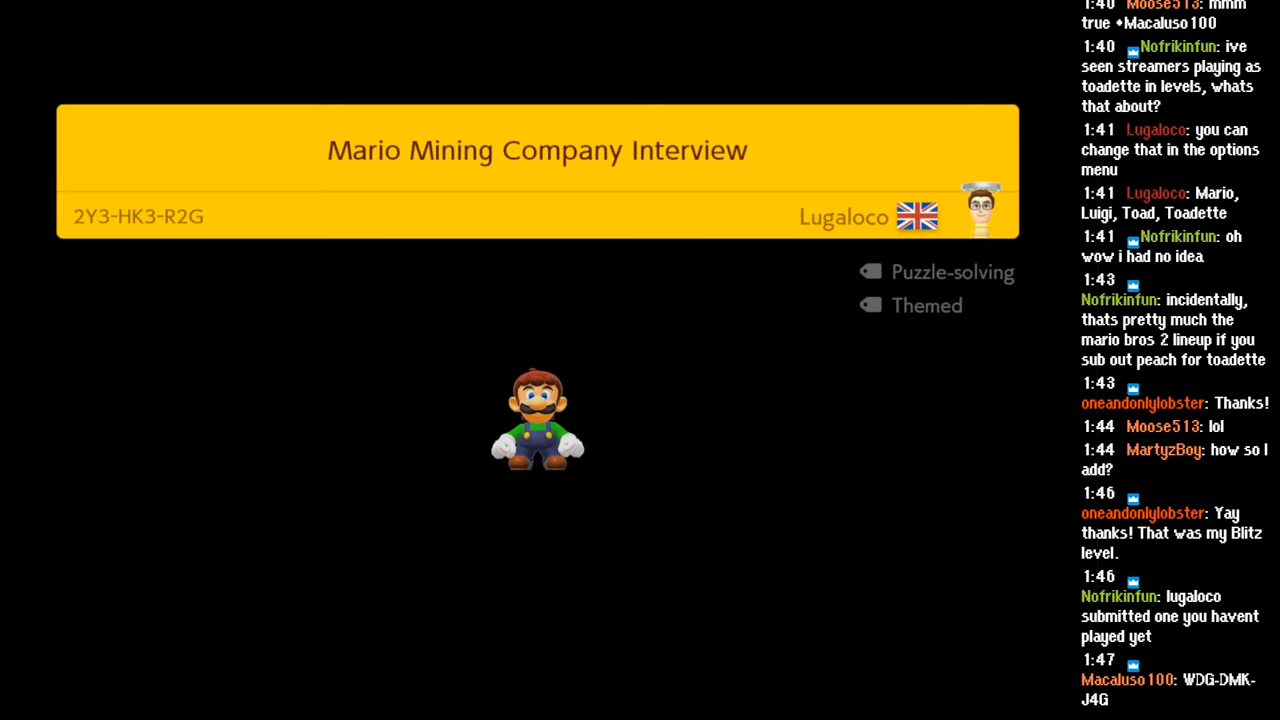 Mario Mining Company Interview
2Y3-HK3-R2G
Lugaloco
Puzzle-solving
Themed
1:40 Moose513: mmm
true •Macaluso100
1:40 Nofrikinfun: ive
seen streamers playing as
toadette in levels, whats
that about?
1:41 Lugaloco: you can
change that in the options
menu
1:41 Lugaloco: Mario,
Luigi, Toad, Toadette
1:41 Nofrikinfun: oh
wow i had no idea
1:43
Nofrikinfun: incidentally,
thats pretty much the
mario bros 2 lineup if you
sub out peach for toadette
1:43
oneandonlylobster: Thanks!
1:44 Moose513: lol
1:44 MartyzBoy: how so I
add?
1:46
oneandonlylobster: Yay
thanks! That was my Blitz
level.
1:46
Nofrikinfun: lugaloco
submitted one you havent
played yet
1:47
Macaluso100: WDG-DMK-
J4G